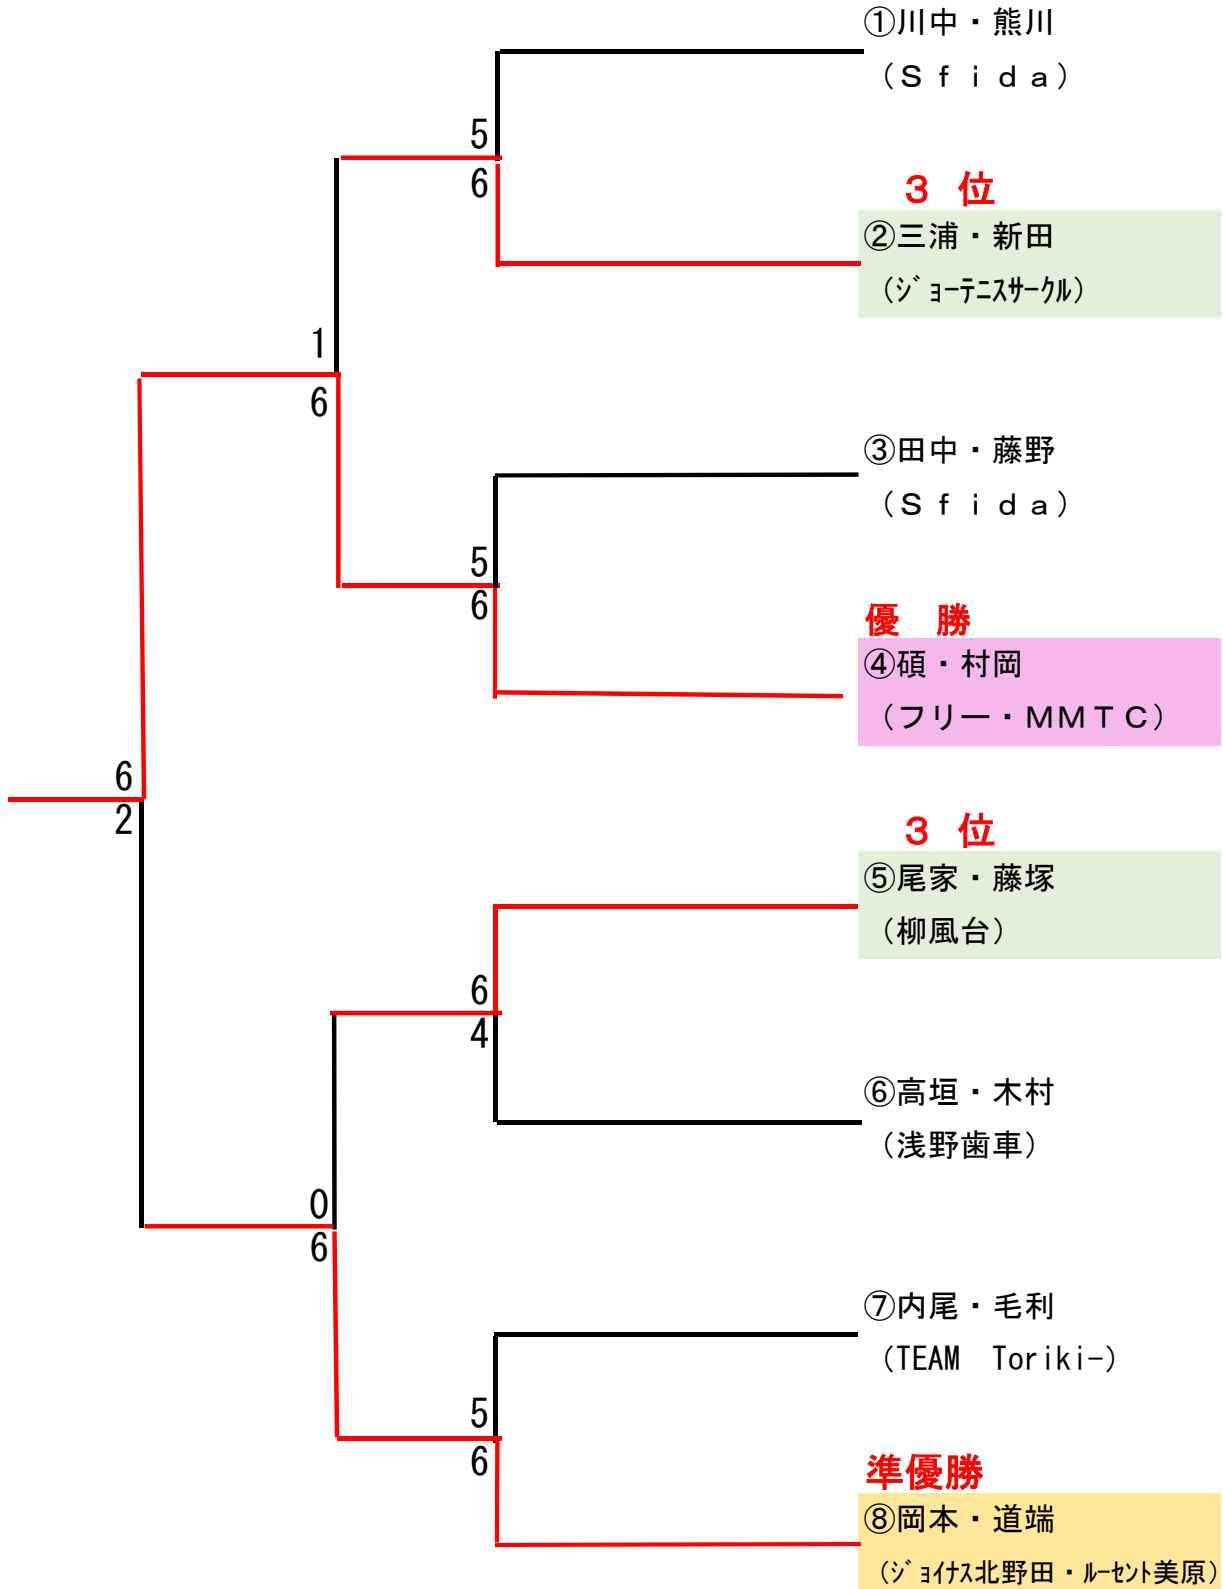 ①川中・熊川
（Ｓｆｉｄａ）
5
6
３ 位
②三浦・新田
（ｼﾞｮｰﾃﾆｽｻｰｸﾙ）
1
6
③田中・藤野
（Ｓｆｉｄａ）
5
6
優　勝
④碩・村岡
（フリー・ＭＭＴＣ）
6
2
３ 位
⑤尾家・藤塚
（柳風台）
6
4
⑥高垣・木村
（浅野歯車）
0
6
⑦内尾・毛利
（TEAM　Toriki−）
5
6
準優勝
⑧岡本・道端
（ｼﾞｮｲﾅｽ北野田・ﾙｰｾﾝﾄ美原）